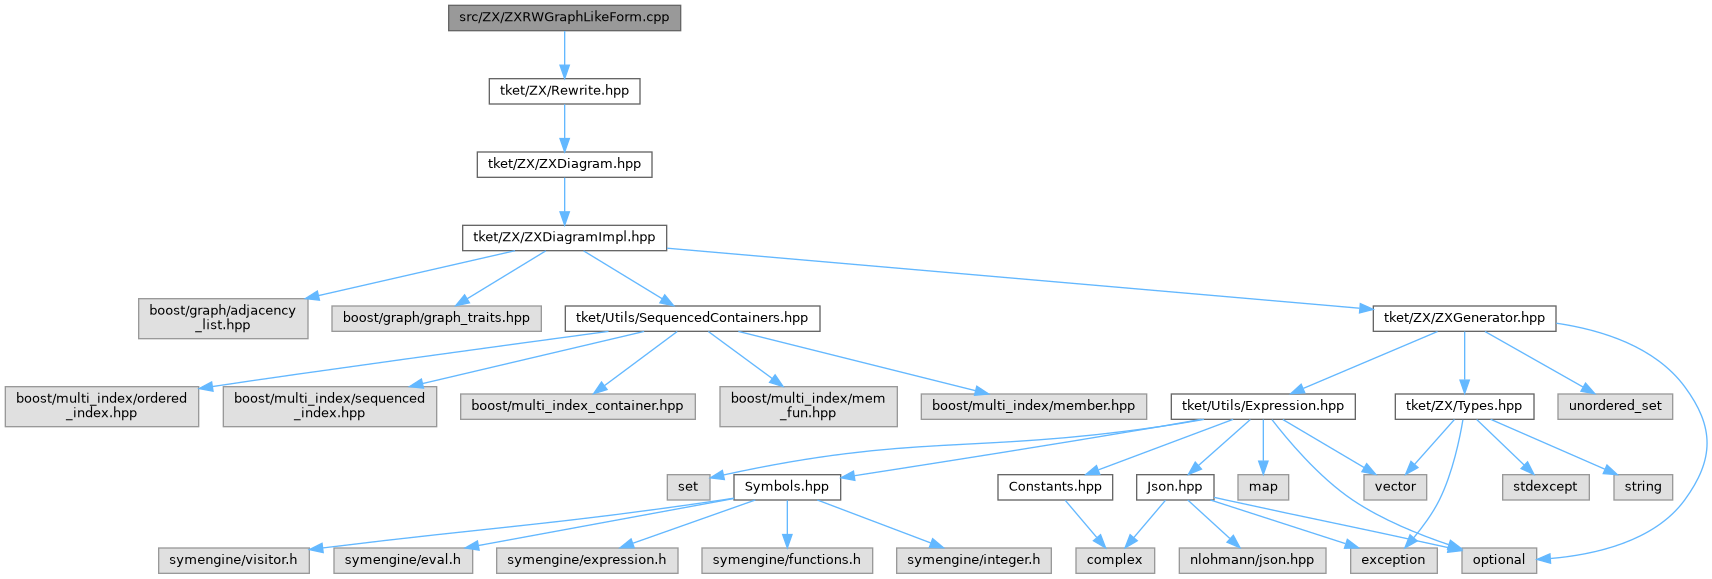 src/ZX/ZXRWGraphLikeForm.cpp
tket/ZX/Rewrite.hpp
tket/ZX/ZXDiagram.hpp
tket/ZX/ZXDiagramImpl.hpp
boost/graph/adjacency
_list.hpp
boost/graph/graph_traits.hpp
tket/Utils/SequencedContainers.hpp
tket/ZX/ZXGenerator.hpp
boost/multi_index/ordered
_index.hpp
boost/multi_index/sequenced
_index.hpp
boost/multi_index_container.hpp
boost/multi_index/mem
_fun.hpp
boost/multi_index/member.hpp
tket/Utils/Expression.hpp
tket/ZX/Types.hpp
unordered_set
set
Symbols.hpp
Constants.hpp
Json.hpp
map
vector
stdexcept
string
symengine/visitor.h
symengine/eval.h
symengine/expression.h
symengine/functions.h
symengine/integer.h
complex
nlohmann/json.hpp
exception
optional